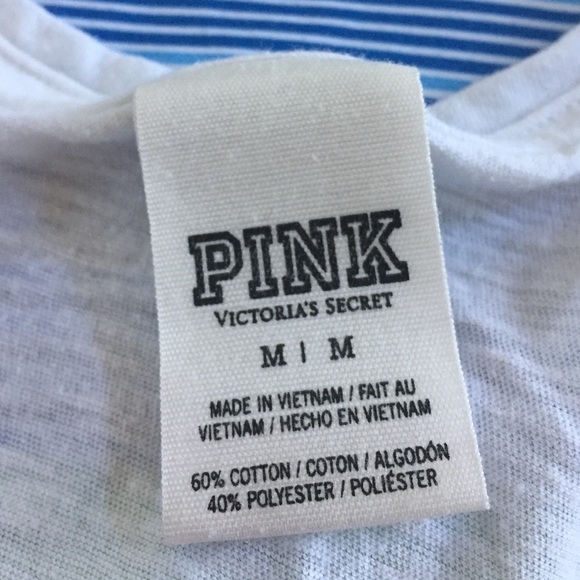 PINK
VICTORIA'S SECRET
M | M
MADE IN VIETNAM / FAIT AU
VIETNAM / HECHO EN VIETNAM
60% COTTON / COTON / ALGODÓN
40% POLYESTER / POLIÉSTER